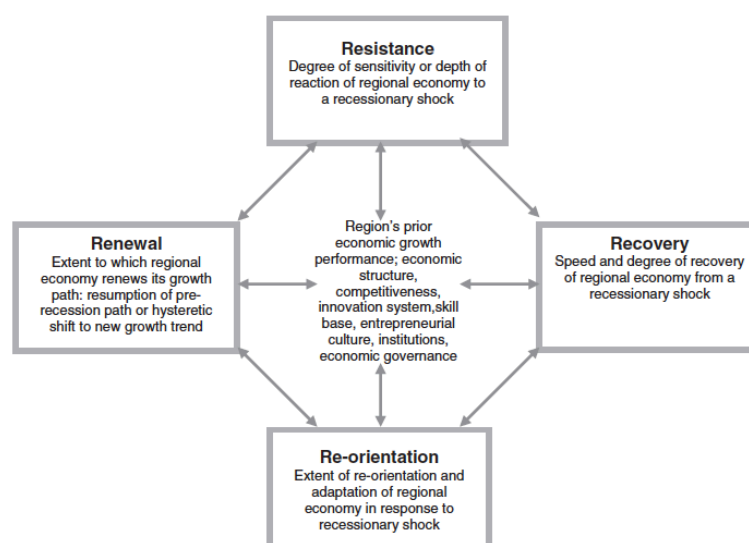 Resistance
Degree of sensitivity or depth of
reaction of regional economy to
a recessionary shock
Renewal
Extent to which regional
economy renews its growth
path: resumption of pre-
recession path or hysteretic
shift to new growth trend
Region's prior
economic growth
performance; economic
structure,
competitiveness,
innovation system,skill
base, entrepreneurial
culture, institutions,
economic governance
Recovery
Speed and degree of recovery
of regional economy from a
recessionary shock
Re-orientation
Extent of re-orientation and
adaptation of regional
economy in response to
recessionary shock